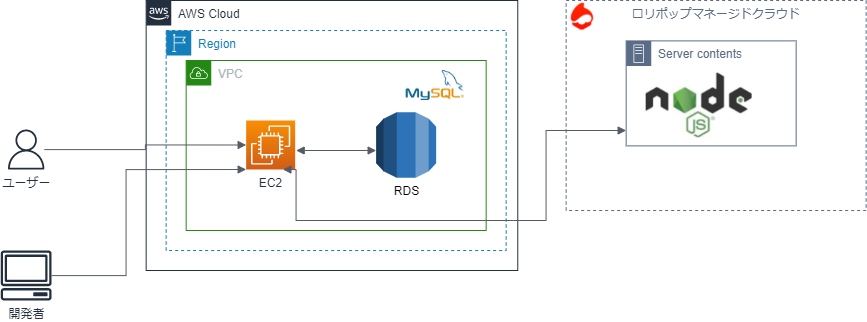 aws
AWS Cloud
ロリポップマネージドクラウド
Region
Server contents
VPC
MySQL
node
JS
ユーザー
EC2
RDS
開発者